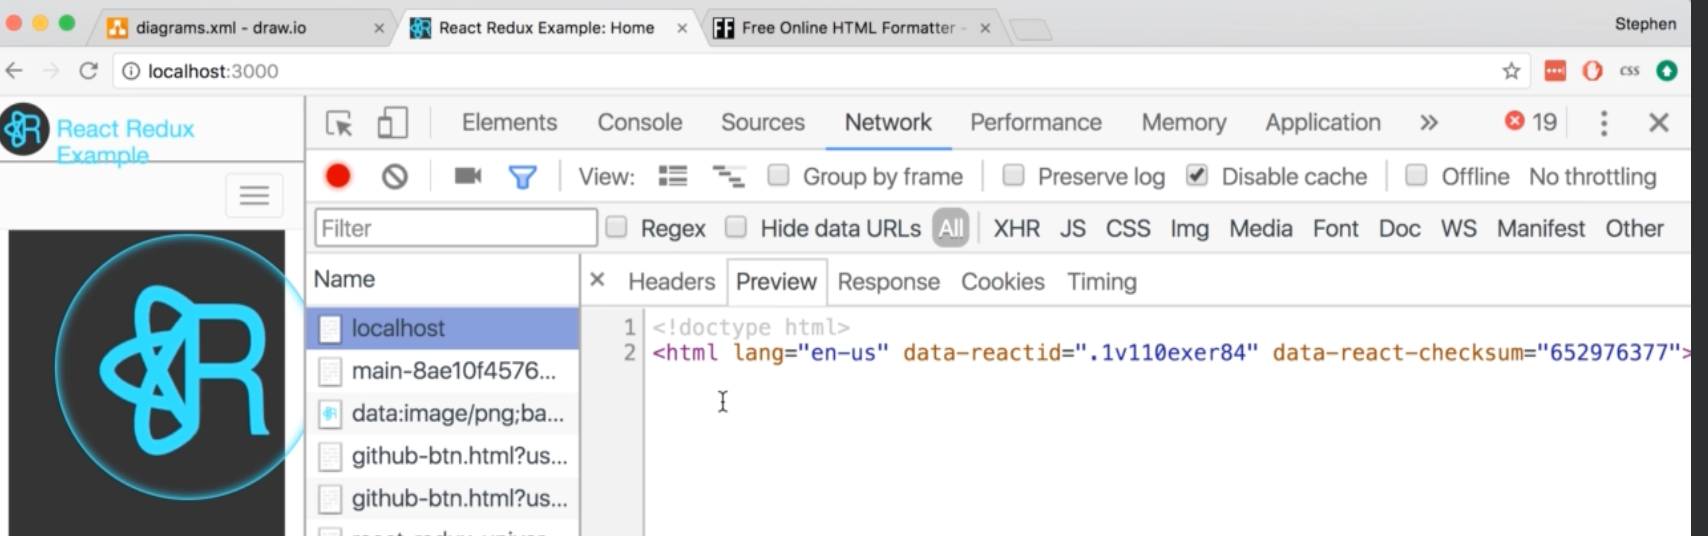 diagrams.xml - draw.io
React Redux Example: Home
Free Online HTML Formatter -
Stephen
localhost:3000
css
React Redux
Example
Elements Console Sources Network Performance Memory Application » 19
View: Group by frame Preserve log Disable cache Offline No throttling
Filter Regex Hide data URLs All XHR JS CSS Img Media Font Doc WS Manifest Other
Name
× Headers Preview Response Cookies Timing
localhost
main-8ae10f4576...
data:image/png;ba...
github-btn.html?us...
github-btn.html?us...
1 <!doctype html>
2 <html lang="en-us" data-reactid=".1v110exer84" data-react-checksum="652976377">
R